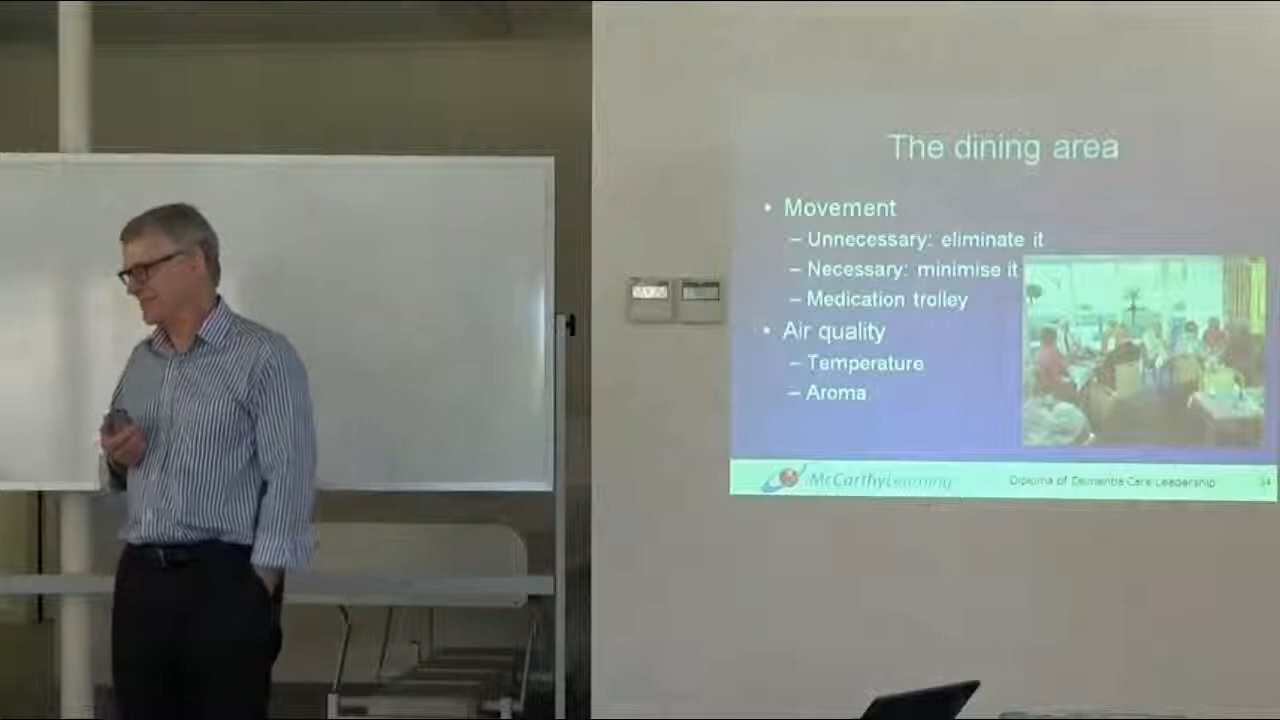 The dining area
• Movement
– Unnecessary: eliminate it
– Necessary: minimise it
– Medication trolley
• Air quality
– Temperature
– Aroma
McCarthyLearning
Diploma of Dementia Care Leadership
34